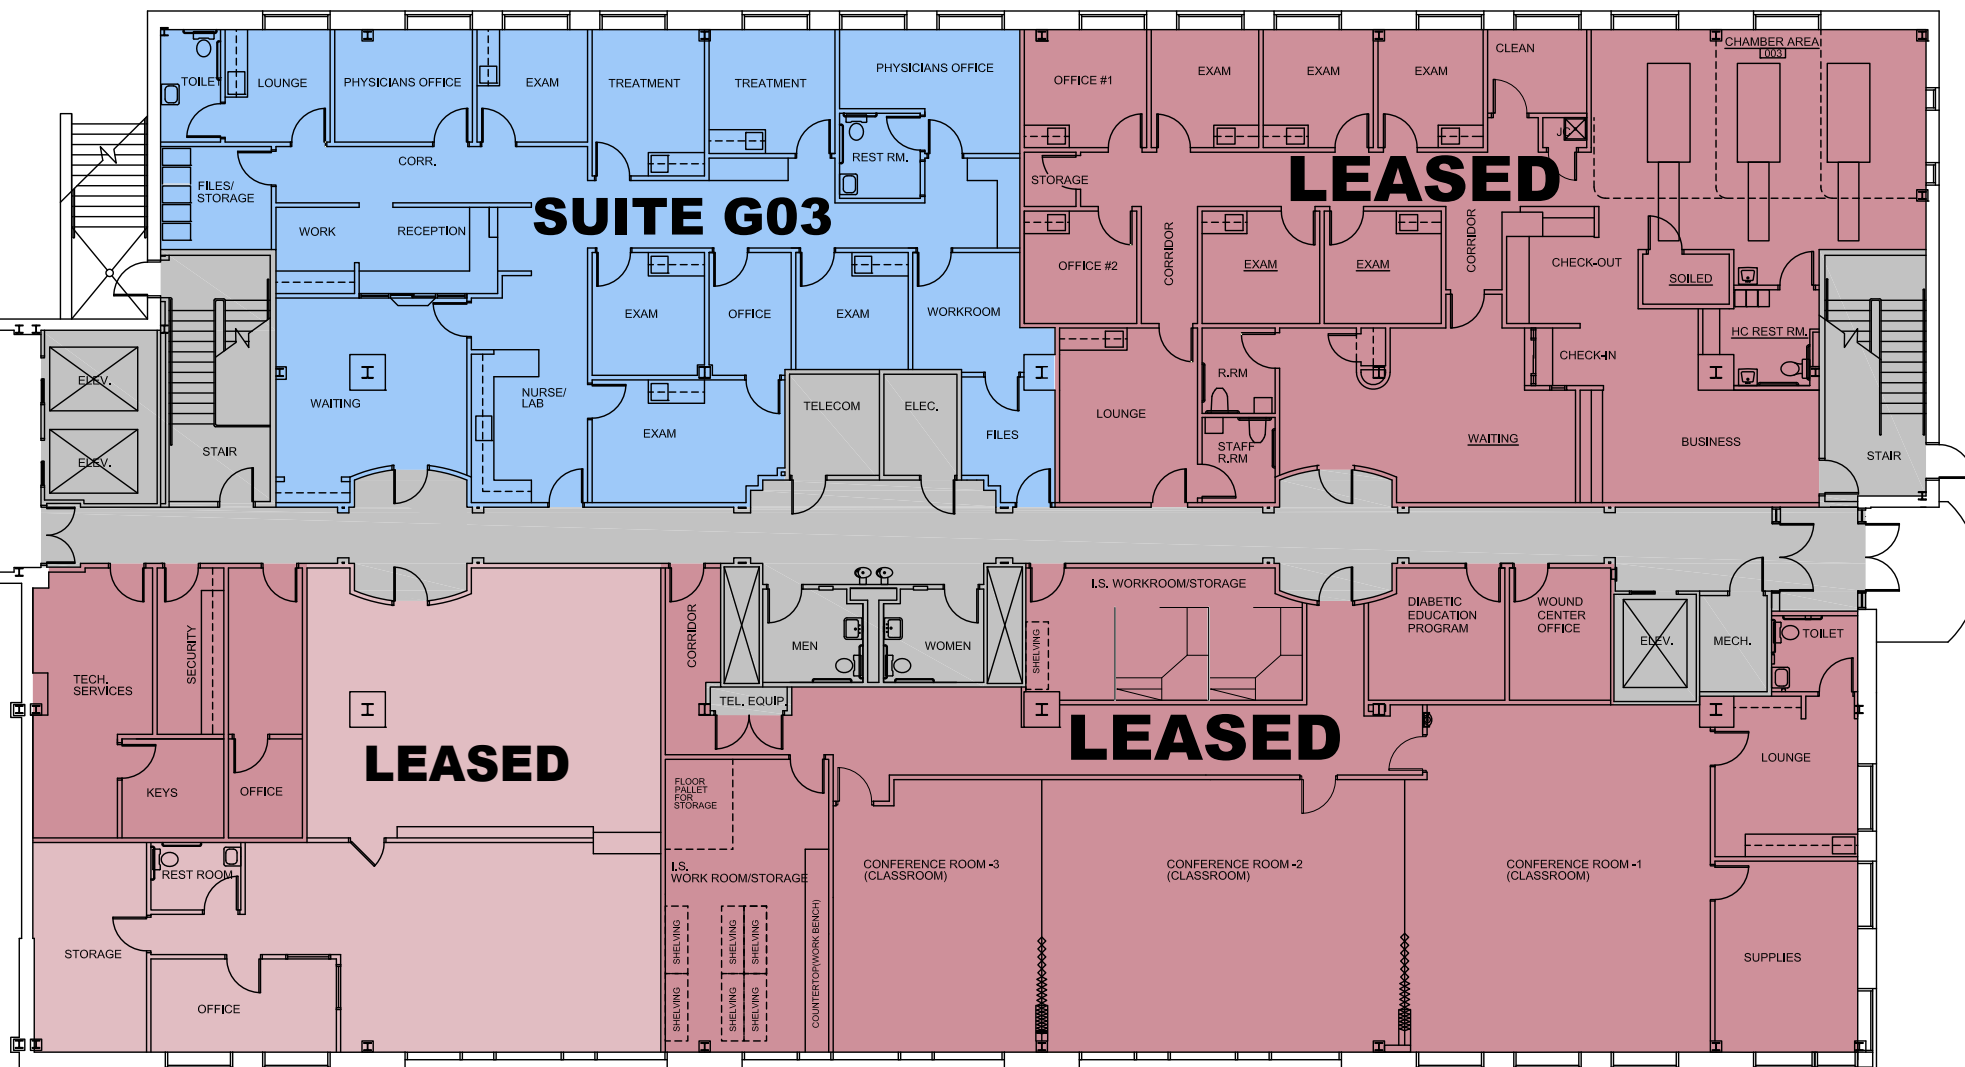 TOILET
LOUNGE
PHYSICIANS OFFICE
EXAM
TREATMENT
TREATMENT
PHYSICIANS OFFICE
REST RM.
CORR.
FILES/
STORAGE
WORK
RECEPTION
SUITE G03
EXAM
OFFICE
EXAM
WORKROOM
WAITING
NURSE/
LAB
EXAM
TELECOM
ELEC.
FILES
ELEV.
ELEV.
STAIR
OFFICE #1
EXAM
EXAM
EXAM
CLEAN
CHAMBER AREA
003
JC
STORAGE
LEASED
OFFICE #2
CORRIDOR
EXAM
EXAM
CORRIDOR
CHECK-OUT
SOILED
HC REST RM.
CHECK-IN
LOUNGE
R.RM
STAFF
R.RM
WAITING
BUSINESS
STAIR
TECH.
SERVICES
SECURITY
KEYS
OFFICE
LEASED
CORRIDOR
MEN
WOMEN
TEL. EQUIP.
I.S. WORKROOM/STORAGE
SHELVING
DIABETIC
EDUCATION
PROGRAM
WOUND
CENTER
OFFICE
ELEV.
MECH.
TOILET
LEASED
LOUNGE
FLOOR
PALLET
FOR
STORAGE
I.S.
WORK ROOM/STORAGE
SHELVING
SHELVING
SHELVING
SHELVING
SHELVING
SHELVING
COUNTERTOP(WORK BENCH)
CONFERENCE ROOM -3
(CLASSROOM)
CONFERENCE ROOM -2
(CLASSROOM)
CONFERENCE ROOM -1
(CLASSROOM)
SUPPLIES
REST ROOM
STORAGE
OFFICE